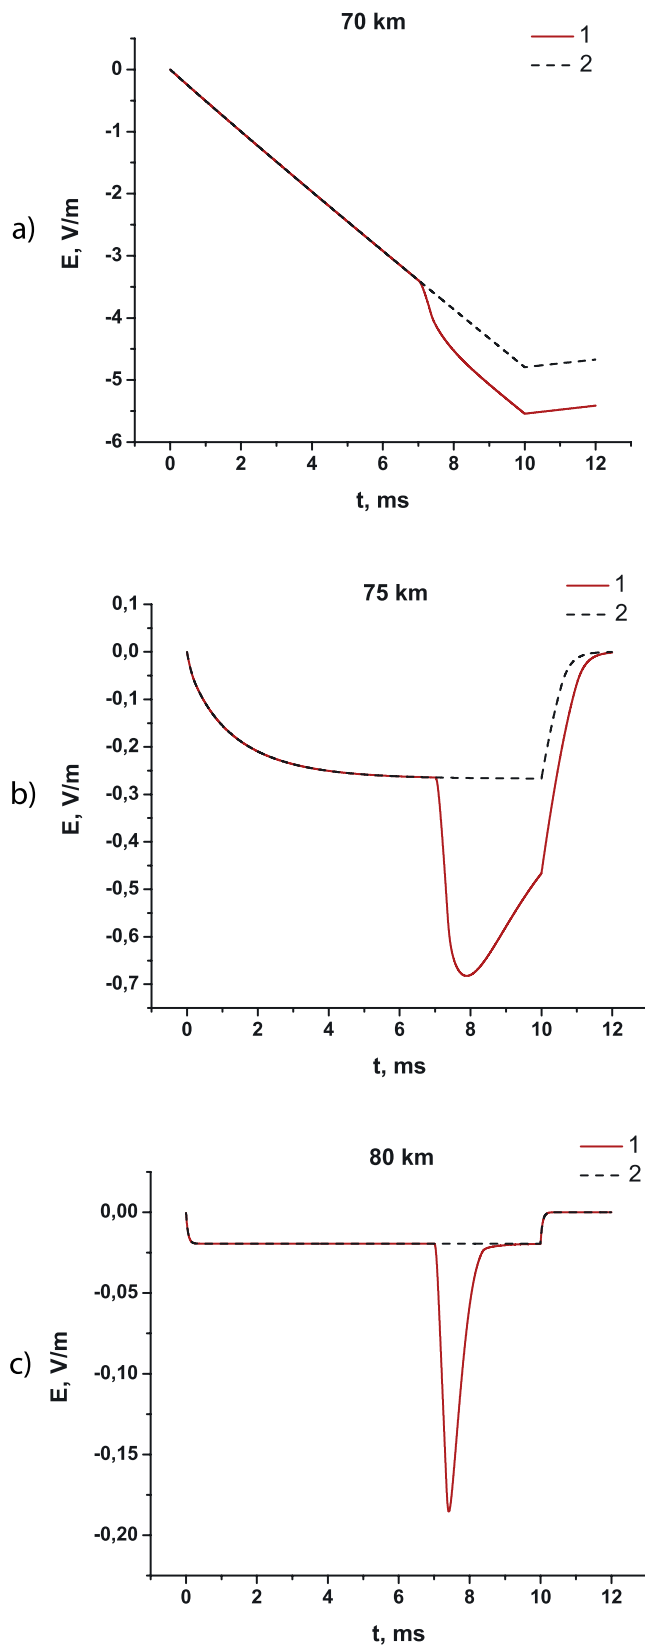 70 km
1
2
0
-1
-2
-3
-4
-5
-6
E, V/m
a)
0 2 4 6 8 10 12
t, ms
75 km
1
2
0,1
0,0
-0,1
-0,2
-0,3
-0,4
-0,5
-0,6
-0,7
E, V/m
b)
0 2 4 6 8 10 12
t, ms
80 km
1
2
0,00
-0,05
-0,10
-0,15
-0,20
E, V/m
c)
0 2 4 6 8 10 12
t, ms